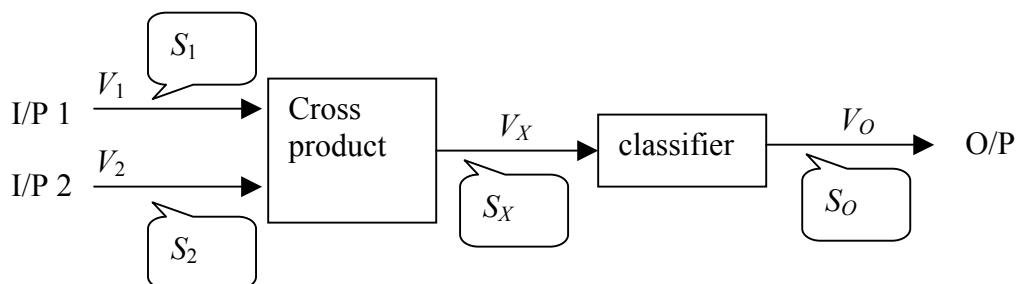 S1
V1
I/P 1
Cross
product
VX
classifier
VO
O/P
V2
I/P 2
SX
SO
S2